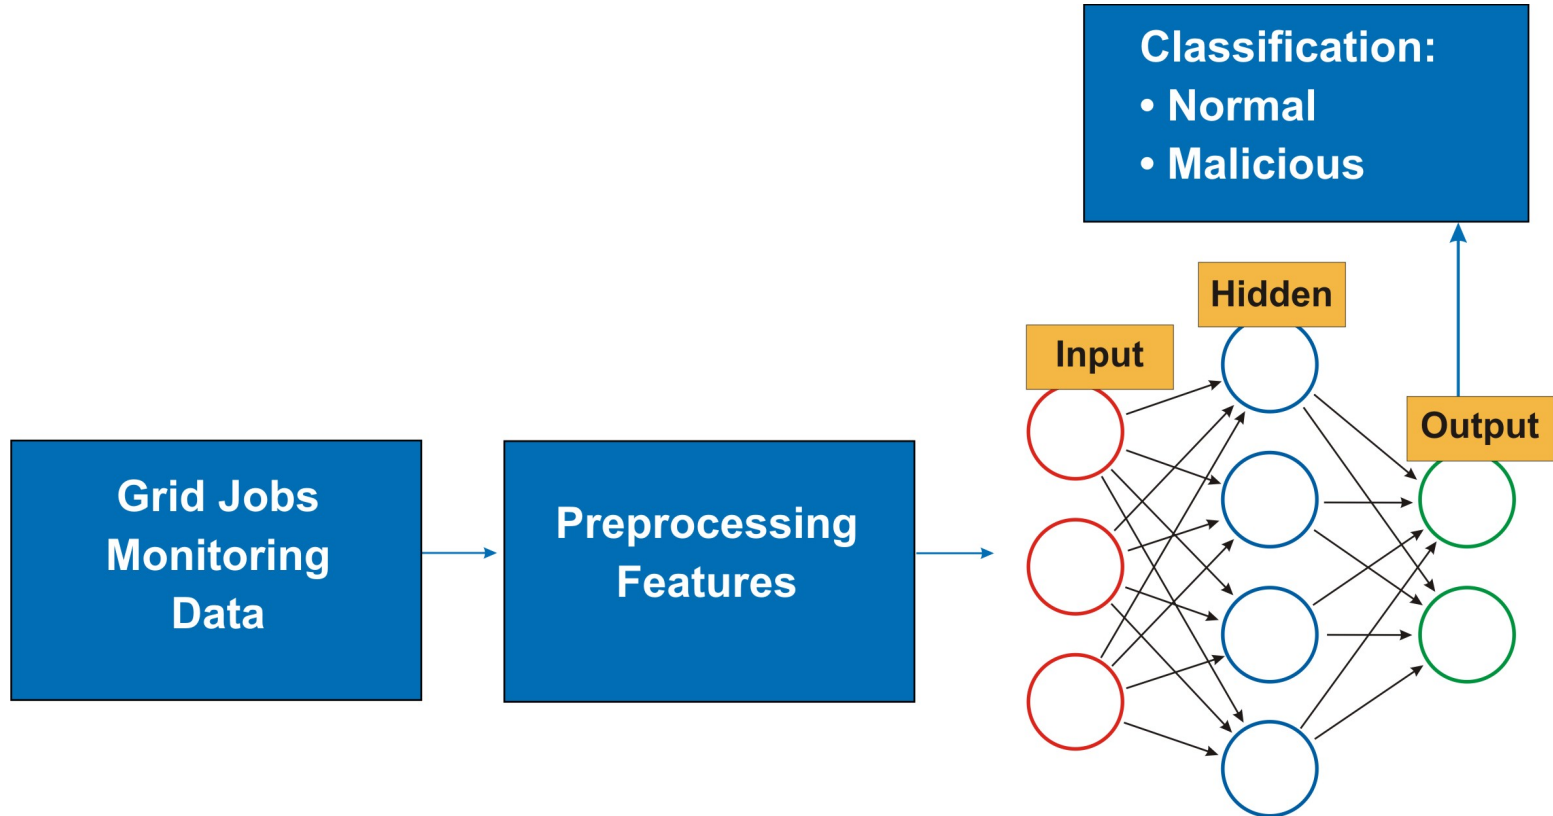 Grid Jobs
Monitoring
Data
Preprocessing
Features
Input
Hidden
Output
Classification:
• Normal
• Malicious